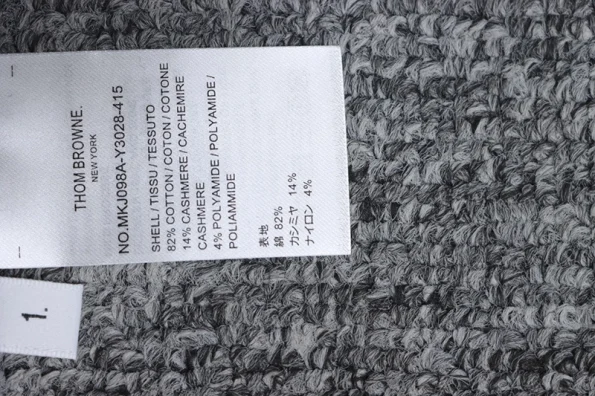 THOM BROWNE.
NEW YORK
NO.MKJ098A-Y3028-415
SHELL / TISSU / TESSUTO
82% COTTON / COTON / COTONE
14% CASHMERE / CACHEMIRE
CASHMERE
4% POLYAMIDE / POLYAMIDE /
POLIAMMIDE
表地
綿 82%
カシミヤ 14%
ナイロン 4%
1.